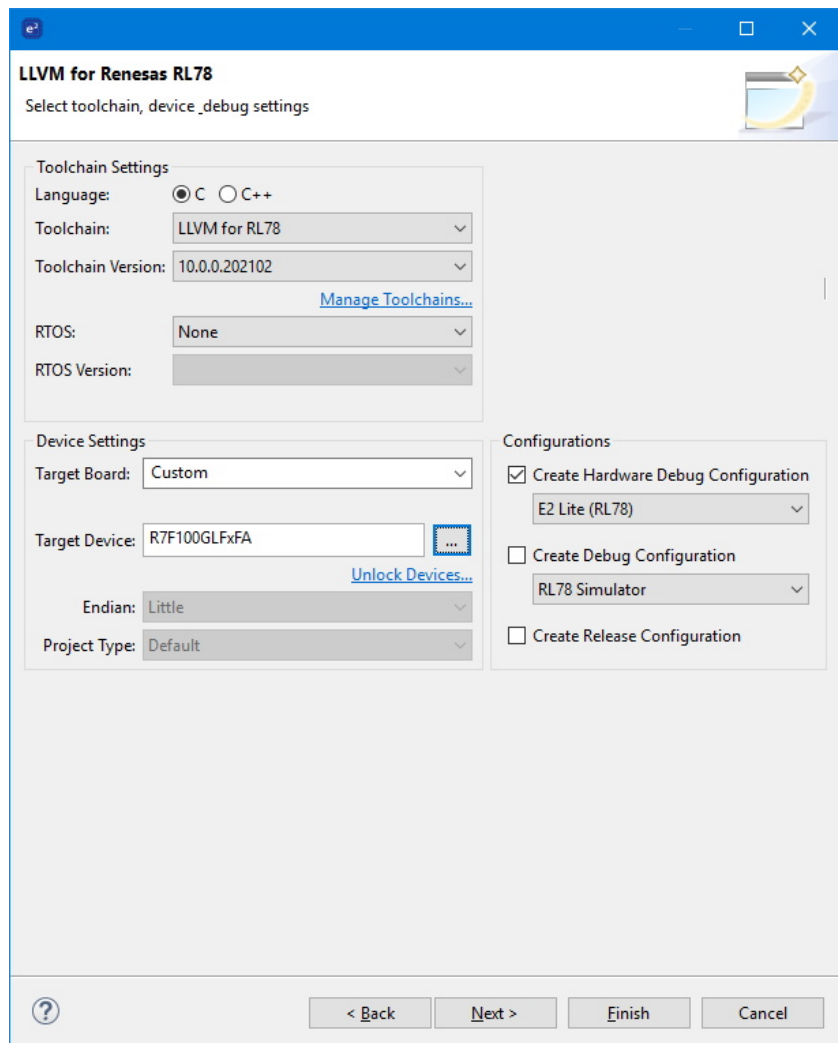 e²
LLVM for Renesas RL78
Select toolchain, device _debug settings
Toolchain Settings
Language: C C++
Toolchain: LLVM for RL78
Toolchain Version: 10.0.0.202102
Manage Toolchains...
RTOS: None
RTOS Version:
Device Settings
Target Board: Custom
Target Device: R7F100GLFxFA ...
Unlock Devices...
Endian: Little
Project Type: Default
Configurations
Create Hardware Debug Configuration
E2 Lite (RL78)
Create Debug Configuration
RL78 Simulator
Create Release Configuration
? < Back Next > Finish Cancel